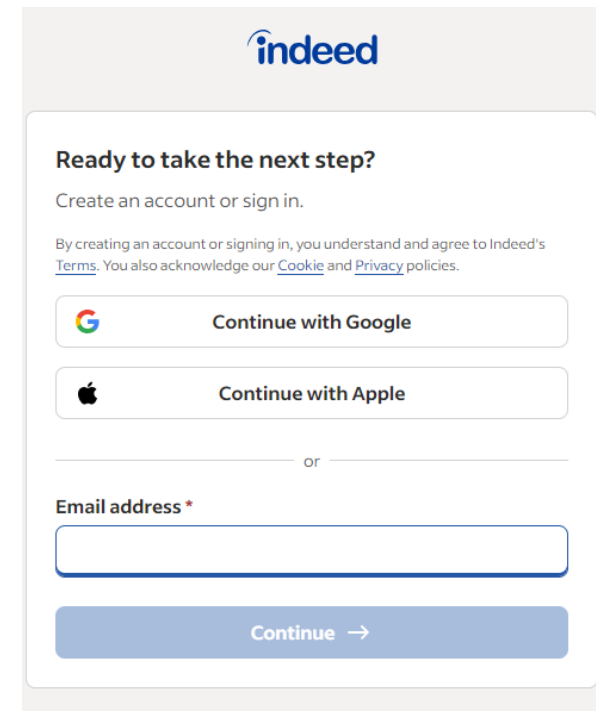 indeed
Ready to take the next step?
Create an account or sign in.
By creating an account or signing in, you understand and agree to Indeed's
Terms. You also acknowledge our Cookie and Privacy policies.
Continue with Google
Continue with Apple
or
Email address *
Continue →